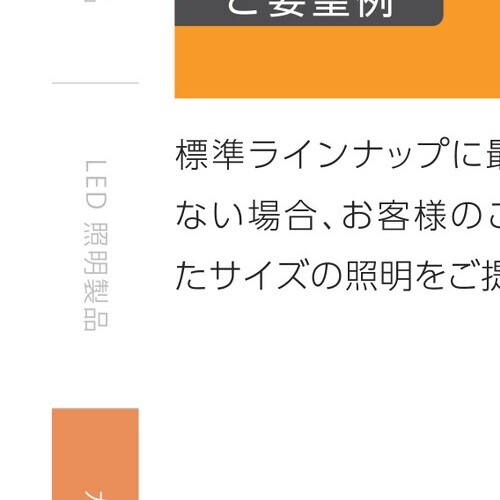 ご要望例
標準ラインナップに最
ない場合、お客様のご
たサイズの照明をご提
LED 照明製品
カ